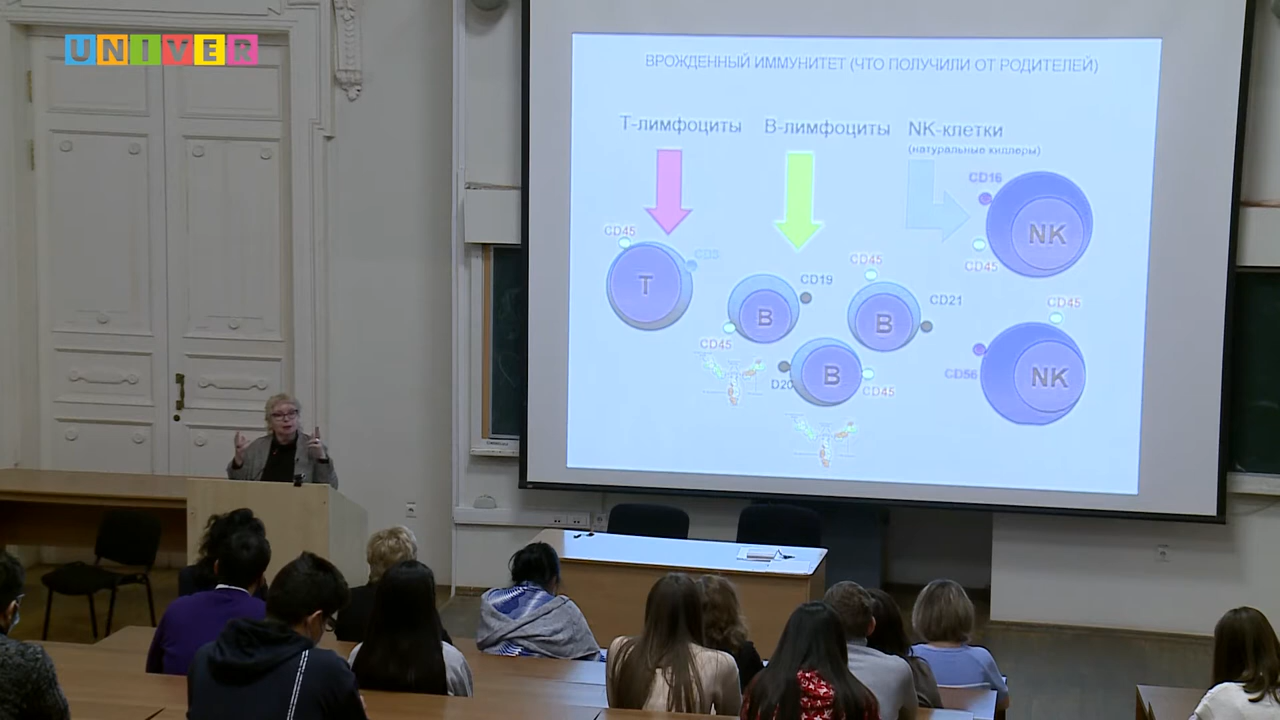 UNIVER
ВРОЖДЕННЫЙ ИММУНИТЕТ (ЧТО ПОЛУЧИЛИ ОТ РОДИТЕЛЕЙ)
Т-лимфоциты
В-лимфоциты
NK-клетки
(натуральные киллеры)
CD16
NK
CD45
CD45
CD3
T
CD19
B
CD45
CD45
B
CD21
D20
B
CD45
CD45
CD56
NK